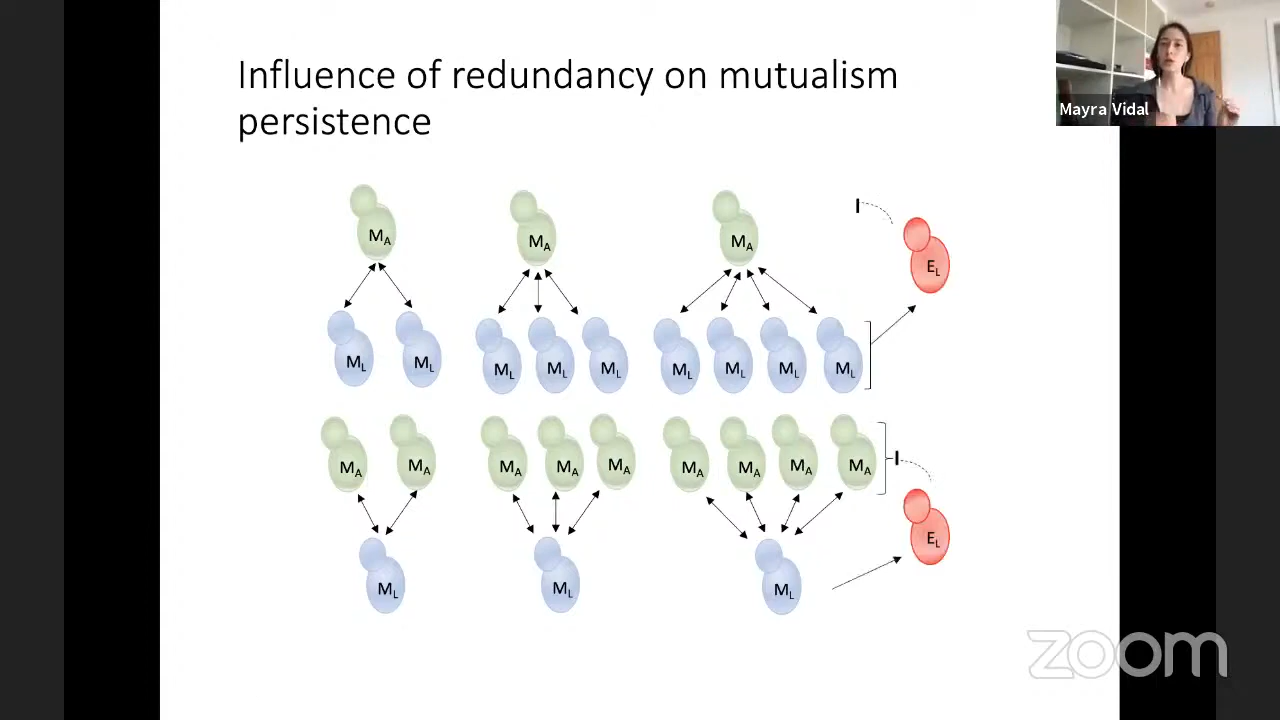 Influence of redundancy on mutualism
persistence
Mayra Vidal
MA MA MA EL
ML ML ML ML ML ML ML ML ML
MA MA MA MA MA MA MA MA MA
EL
ML ML ML
zoom